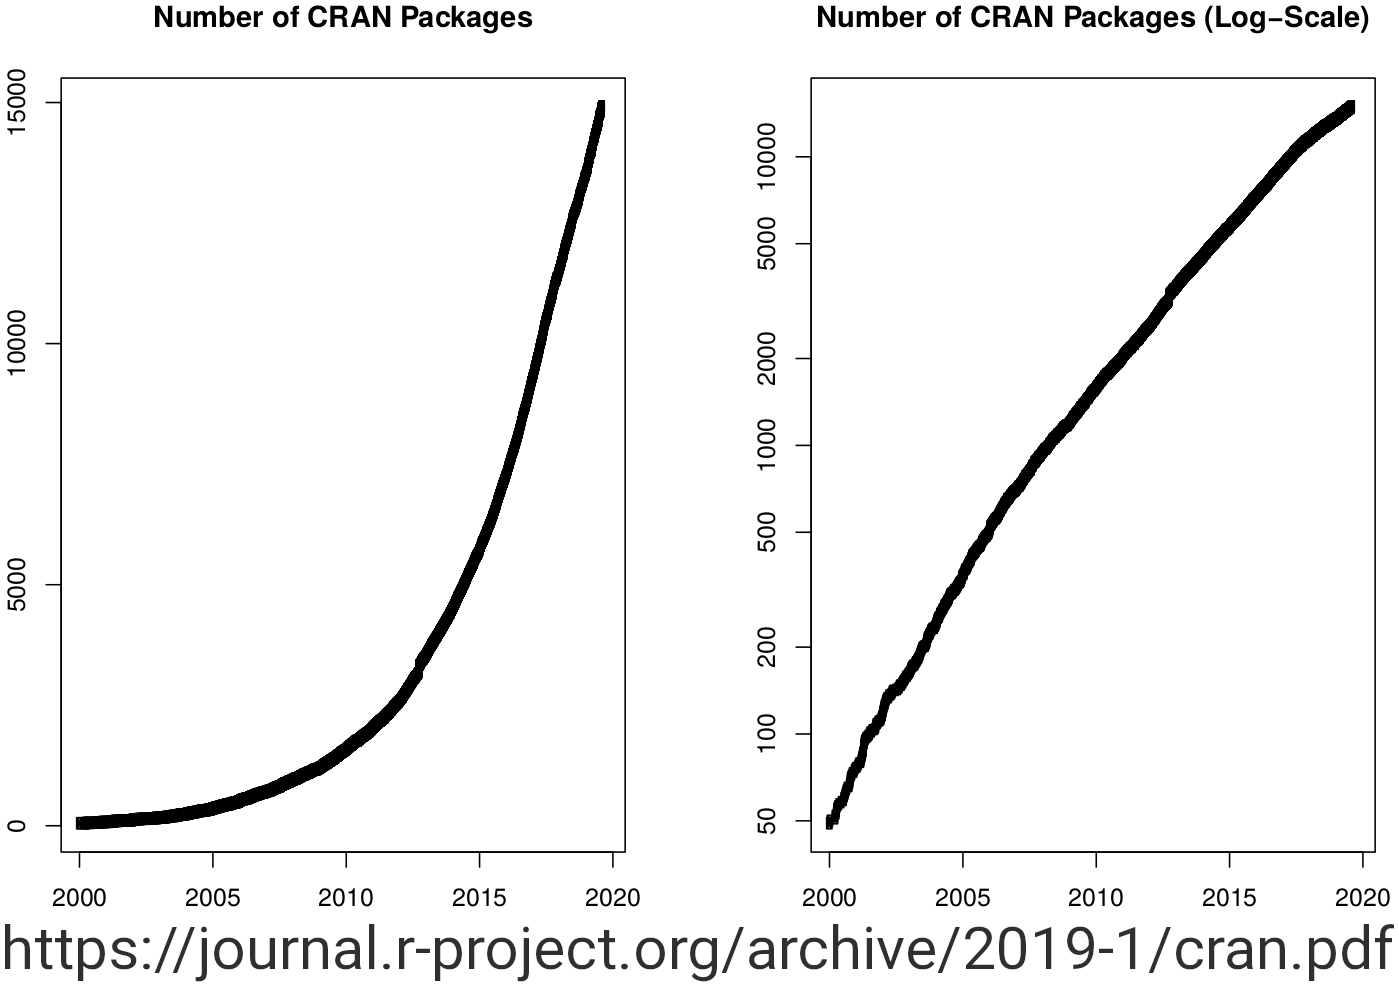 Number of CRAN Packages
15000
10000
5000
0
2000 2005 2010 2015 2020
Number of CRAN Packages (Log−Scale)
10000
5000
2000
1000
500
200
100
50
2000 2005 2010 2015 2020
https://journal.r-project.org/archive/2019-1/cran.pdf